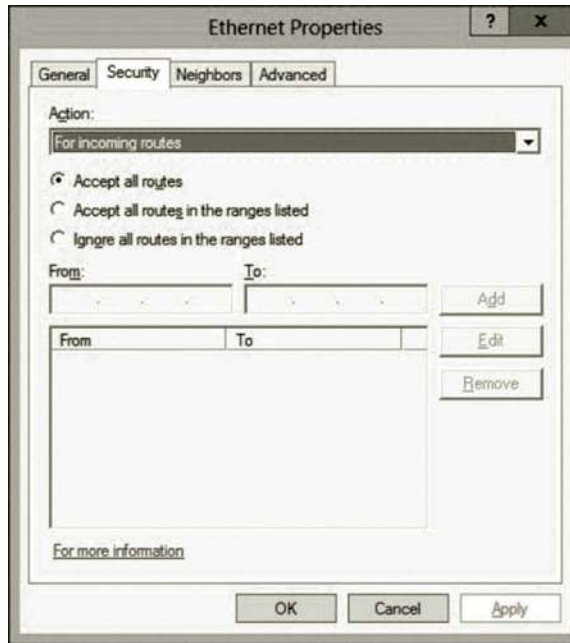 Ethernet Properties ? x
General Security Neighbors Advanced
Action:
For incoming routes
Accept all routes
Accept all routes in the ranges listed
Ignore all routes in the ranges listed
From: To:
Add
From To
Edit
Remove
For more information
OK Cancel Apply